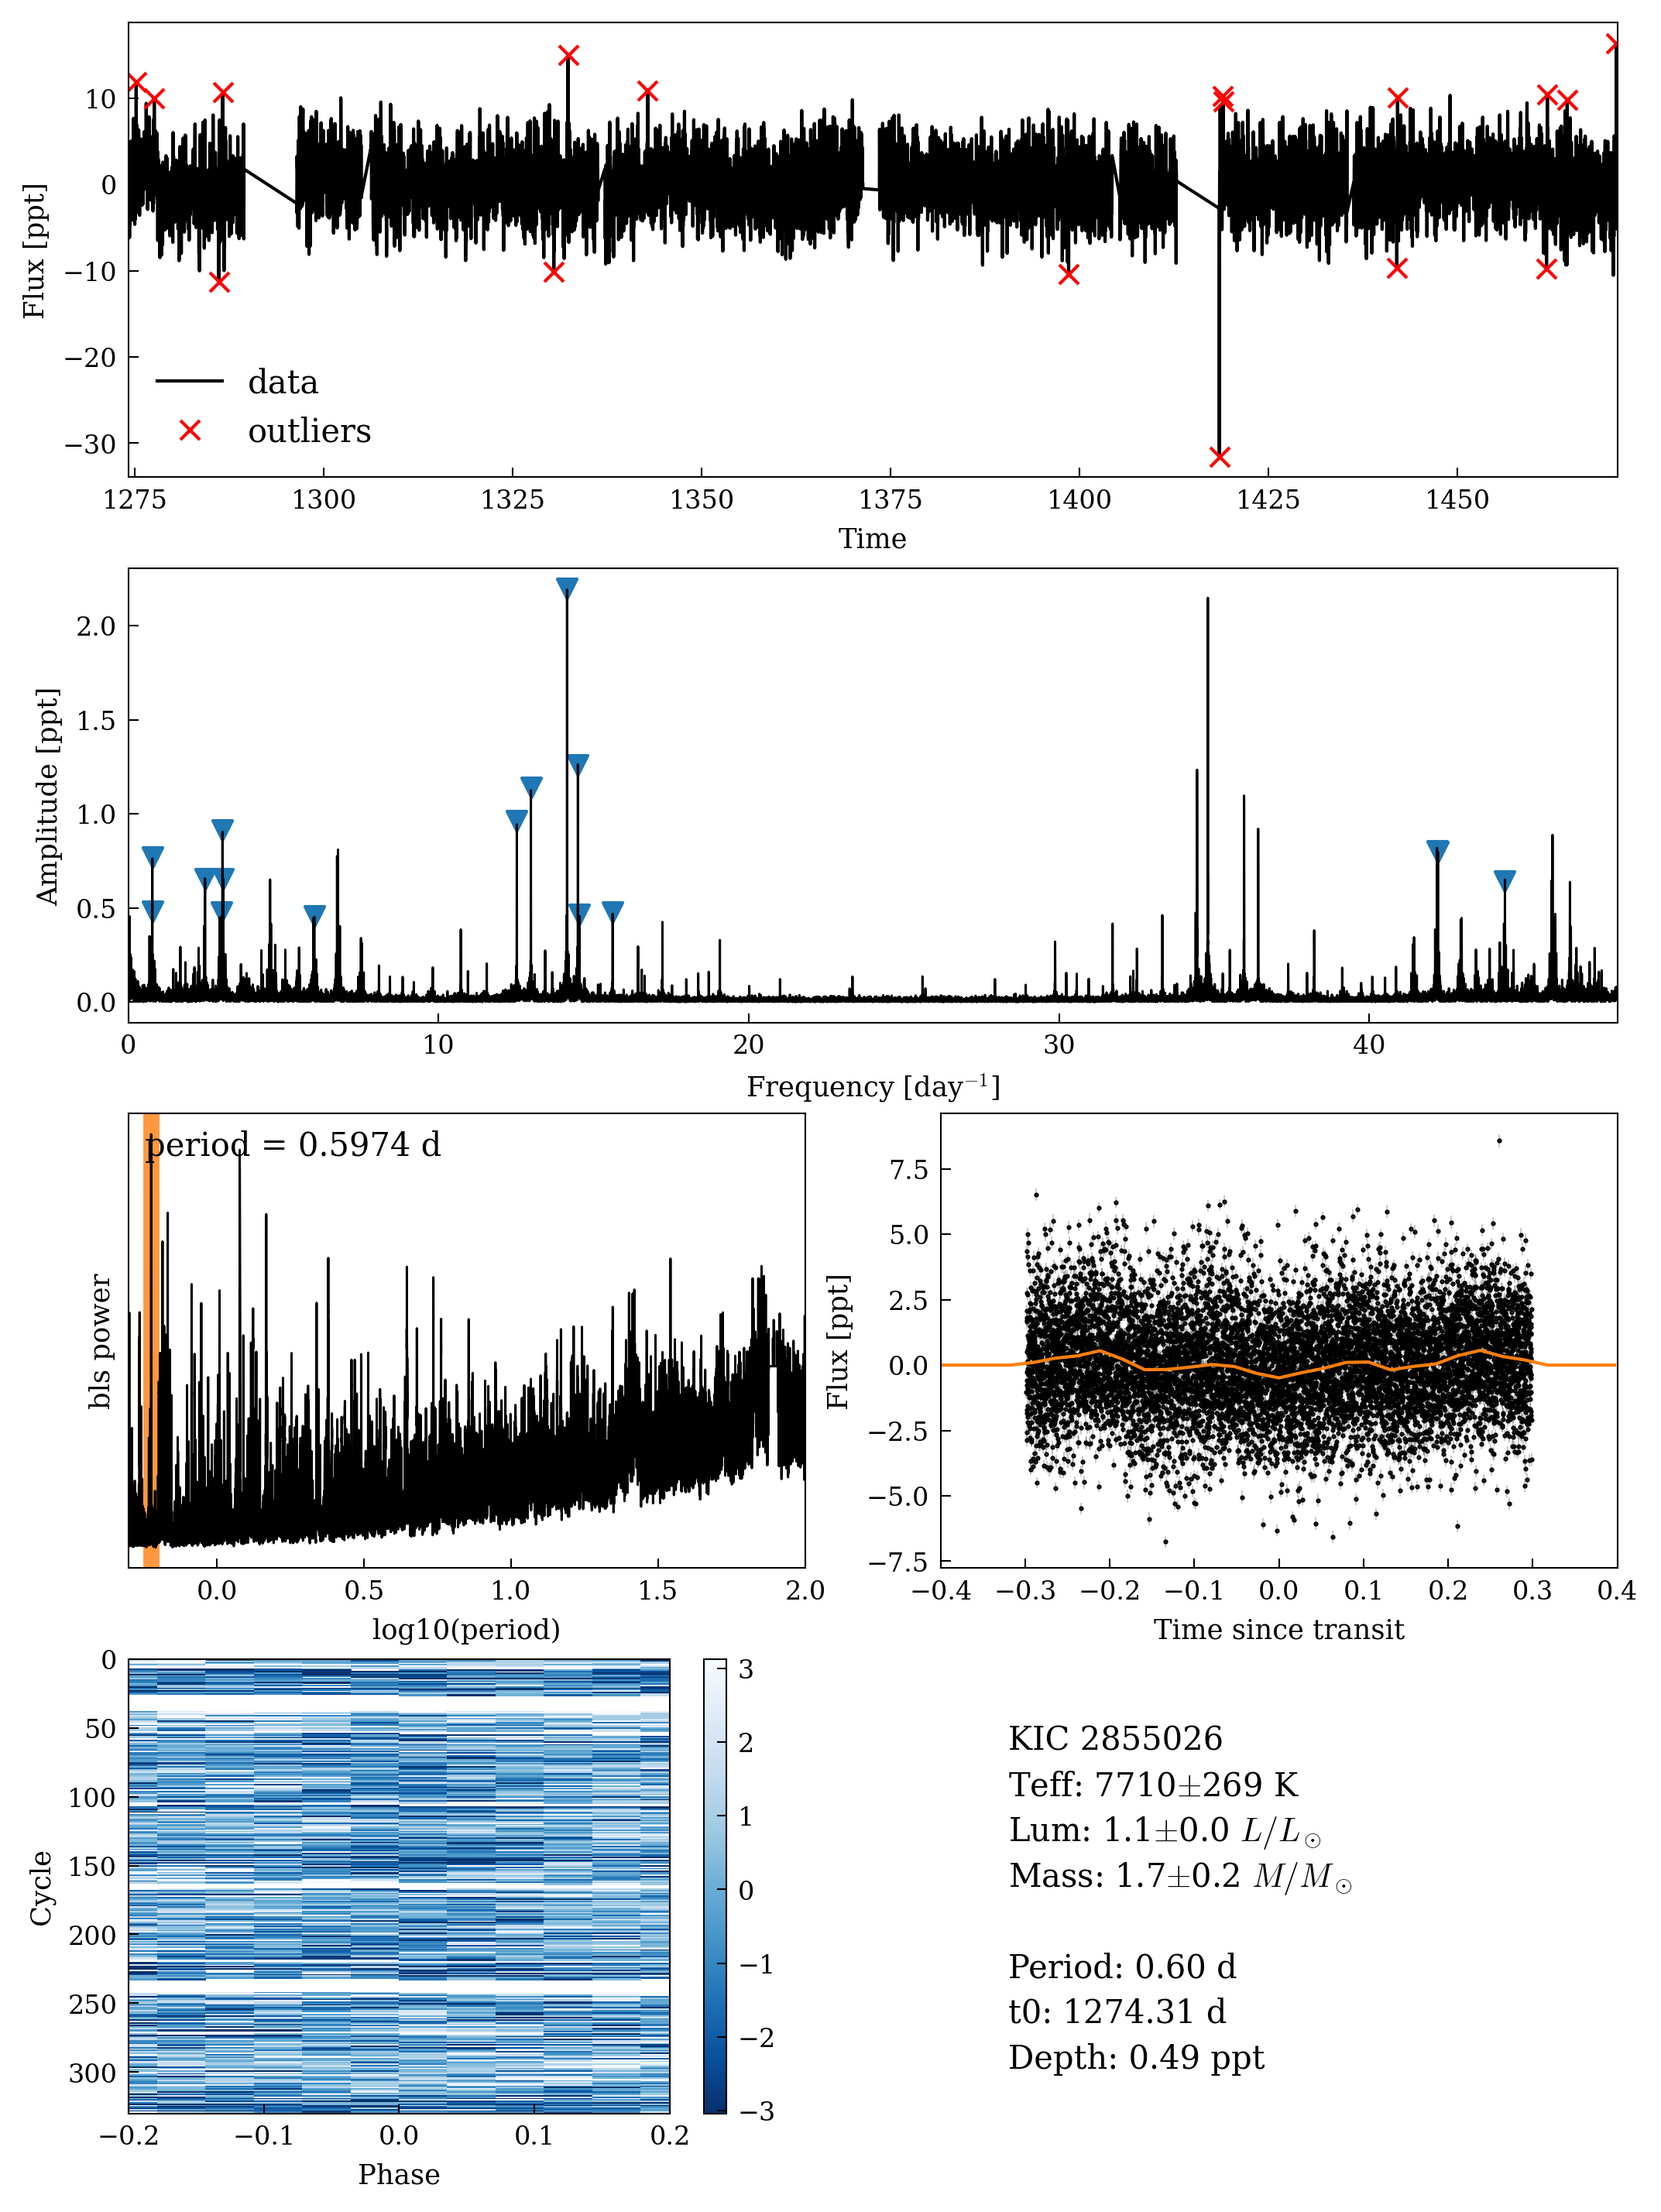 10
0
−10
−20
−30
Flux [ppt]
data
outliers
1275 1300 1325 1350 1375 1400 1425 1450
Time
2.0
1.5
1.0
0.5
0.0
Amplitude [ppt]
0 10 20 30 40
Frequency [day⁻¹]
period = 0.5974 d
bls power
0.0 0.5 1.0 1.5 2.0
log10(period)
7.5
5.0
2.5
0.0
−2.5
−5.0
−7.5
Flux [ppt]
−0.4 −0.3 −0.2 −0.1 0.0 0.1 0.2 0.3 0.4
Time since transit
0
50
100
150
200
250
300
Cycle
−0.2 −0.1 0.0 0.1 0.2
Phase
3
2
1
0
−1
−2
−3
KIC 2855026
Teff: 7710±269 K
Lum: 1.1±0.0 L/L⊙
Mass: 1.7±0.2 M/M⊙
Period: 0.60 d
t0: 1274.31 d
Depth: 0.49 ppt